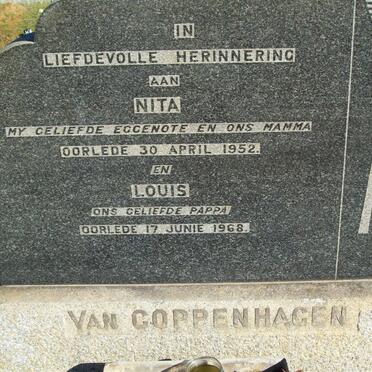 IN
LIEFDEVOLLE HERINNERING
AAN
NITA
MY GELIEFDE EGGENOTE EN ONS MAMMA
OORLEDE 30 APRIL 1952.
EN
LOUIS
ONS GELIEFDE PAPPA
OORLEDE 17 JUNIE 1968.
VAN COPPENHAGEN